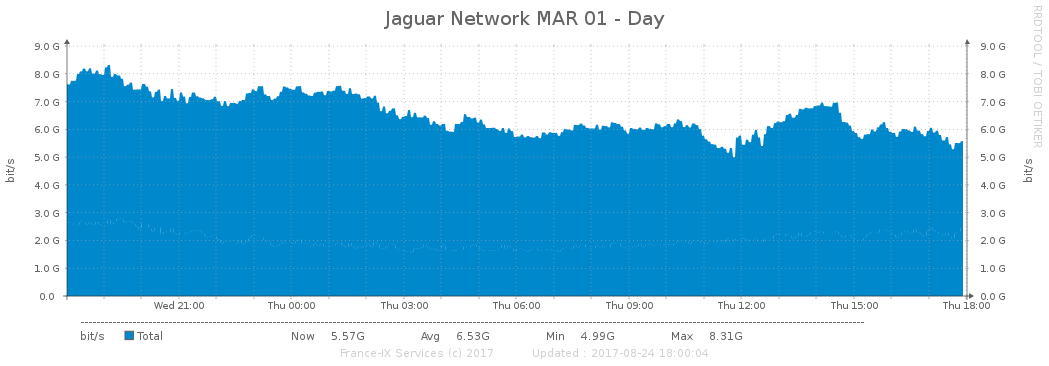 Jaguar Network MAR 01 - Day
RRDTOOL / TOBI OETIKER
bit/s
9.0 G 9.0 G
8.0 G 8.0 G
7.0 G 7.0 G
6.0 G 6.0 G
5.0 G 5.0 G
4.0 G 4.0 G
3.0 G 3.0 G
2.0 G 2.0 G
1.0 G 1.0 G
0.0 0.0 G
bit/s
Wed 21:00 Thu 00:00 Thu 03:00 Thu 06:00 Thu 09:00 Thu 12:00 Thu 15:00 Thu 18:00
bit/s Total Now 5.57G Avg 6.53G Min 4.99G Max 8.31G
France-IX Services (c) 2017 Updated : 2017-08-24 18:00:04